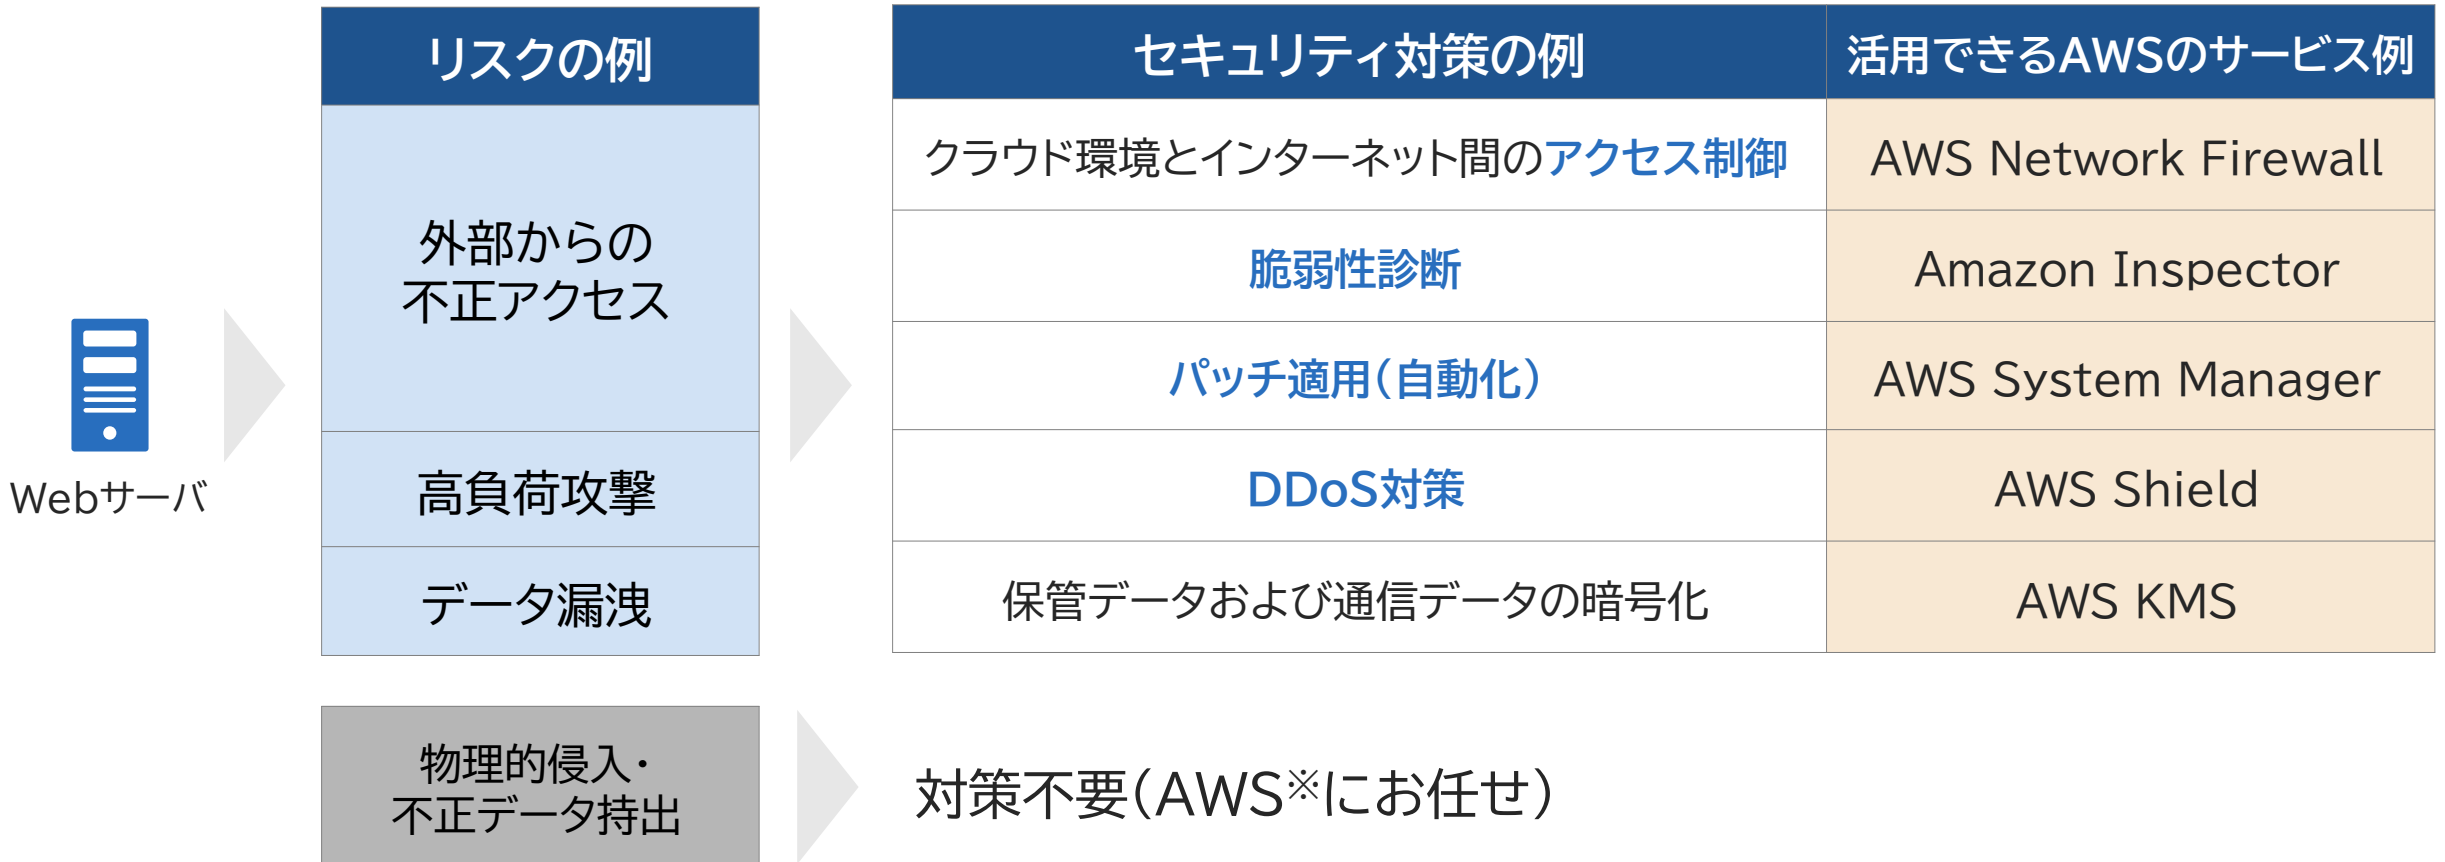 リスクの例
セキュリティ対策の例
活用できるAWSのサービス例
外部からの
不正アクセス
クラウド環境とインターネット間のアクセス制御
AWS Network Firewall
脆弱性診断
Amazon Inspector
パッチ適用（自動化）
AWS System Manager
Webサーバ
高負荷攻撃
DDoS対策
AWS Shield
データ漏洩
保管データおよび通信データの暗号化
AWS KMS
物理的侵入・
不正データ持出
対策不要（AWS※にお任せ）